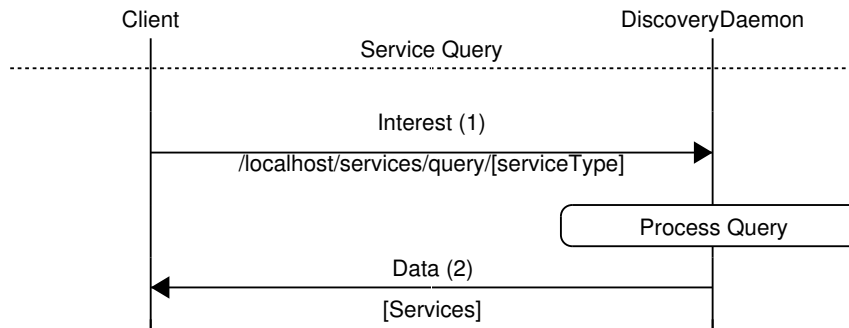 Client
DiscoveryDaemon
Service Query
Interest (1)
/localhost/services/query/[serviceType]
Process Query
Data (2)
[Services]